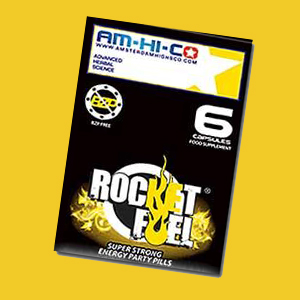 AM-HI-CO
WWW.AMSTERDAMHIGHSCO.COM
ADVANCED
HERBAL
SCIENCE
BZP
BZP FREE
6
CAPSULES
FOOD SUPPLEMENT
ROCKET
FUEL ®
SUPER STRONG
ENERGY PARTY PILLS